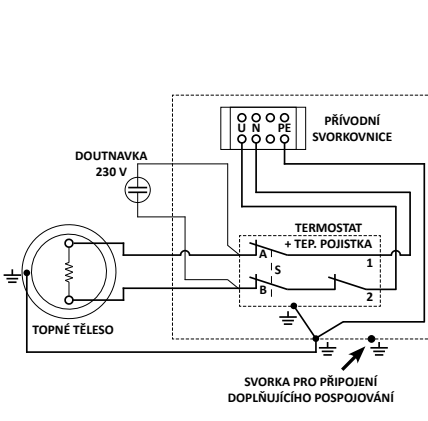 U N PE
PŘÍVODNÍ
SVORKOVNICE
DOUTNAVKA
230 V
TERMOSTAT
+ TEP. POJISTKA
A
1
S
B
2
TOPNÉ TĚLESO
SVORKA PRO PŘIPOJENÍ
DOPLŇUJÍCÍHO POSPOJOVÁNÍ